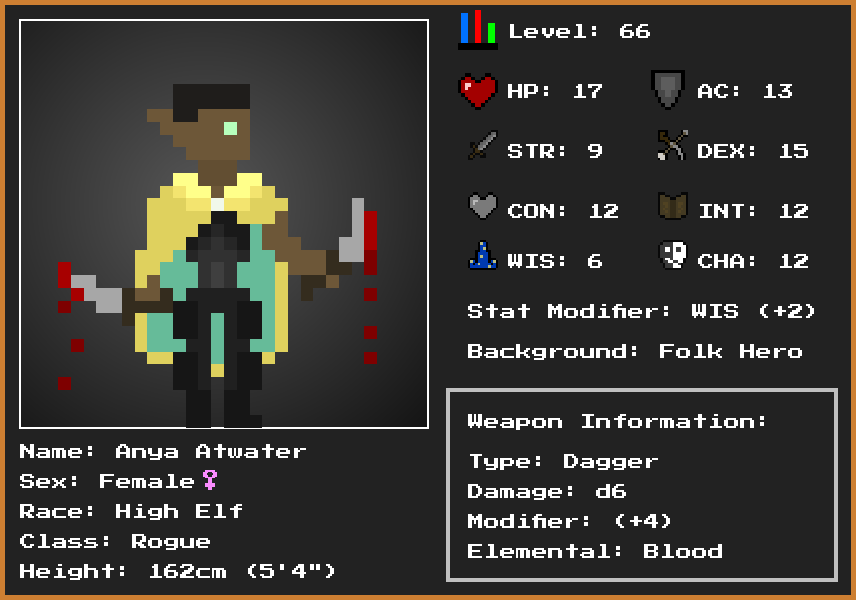 Level: 66
HP: 17
AC: 13
STR: 9
DEX: 15
CON: 12
INT: 12
WIS: 6
CHA: 12
Stat Modifier: WIS (+2)
Background: Folk Hero
Weapon Information:
Type: Dagger
Damage: d6
Modifier: (+4)
Elemental: Blood
Name: Anya Atwater
Sex: Female♀
Race: High Elf
Class: Rogue
Height: 162cm (5'4")